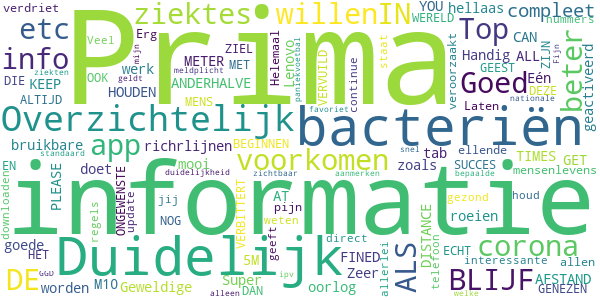 verdriet
etc
info
ziektes
Prima
willen
IN
YOU
hellaas
compleet
WERELD
nummers
Top
CAN
Veel
Erg
mijn
ziekten
DIE
OOK
METER
ZIEL
Helemaal
Lenovo
paniekvoetbal
VERVUILD
MET
werk
KEEP
HOUDEN
geldt
meldplicht
ANDERHALVE
continue
staat
Goed
Handig
ALL
GEEST
ZIJN
Eén
Fijn
beter
veroorzaakt
DEZE
Laten
nationale
geactiveerd
ALTIJD
MENS
favoriet
Overzichtelijk
bacteriën
bruikbare
app
richrlijnen
BEGINNEN
voorkomen
snel
tab
ellende
bepaalde
EN
PLEASE
standaard
doet
mooi
duidelijkheid
zichtbaar
aanmerken
zoals
SUCCES
TIMES
GET
mensenlevens
downloaden
informatie
ONGEWENSTE
update
jij
VERBITTERT
AT
pijn
weten
ALS
DISTANCE
telefoon
roeien
gezond
houd
regels
NOG
goede
HET
GGD
Duidelijk
geeft
vrij
direct
5M
allerlei
ECHT
interessante
corona
allen
DE
worden
M10
Geweldige
Super
DAN
alleen
ipv
oorlog
FINED
Zeer
BLIJF
welke
AFSTAND
GENEZEN